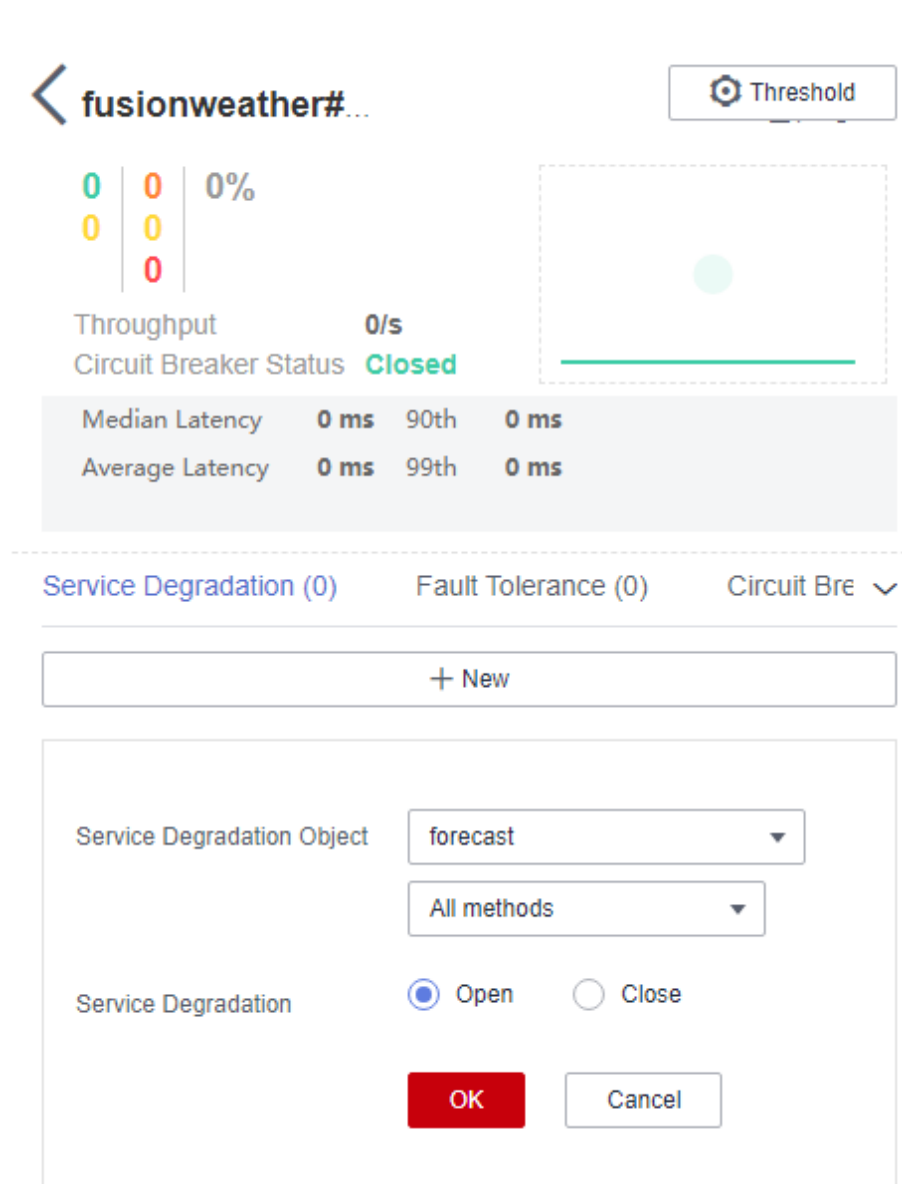 fusionweather#...
Threshold
0 0 0%
0 0
0
Throughput 0/s
Circuit Breaker Status Closed
Median Latency 0 ms 90th 0 ms
Average Latency 0 ms 99th 0 ms
Service Degradation (0) Fault Tolerance (0) Circuit Bre
+ New
Service Degradation Object forecast
All methods
Service Degradation Open Close
OK Cancel